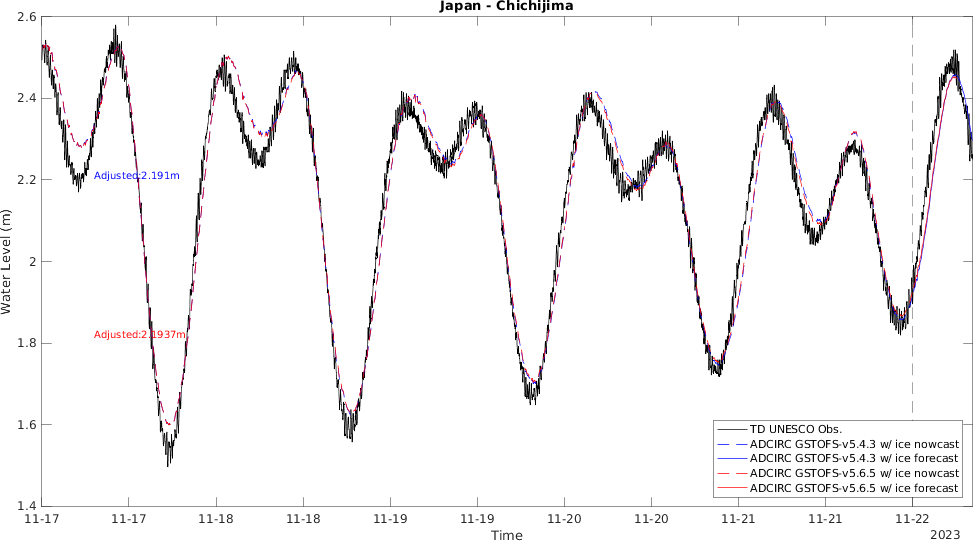 Japan - Chichijima
Water Level (m)
2.6
2.4
2.2
2
1.8
1.6
1.4
Adjusted:2.191m
Adjusted:2.1937m
TD UNESCO Obs.
ADCIRC GSTOFS-v5.4.3 w/ ice nowcast
ADCIRC GSTOFS-v5.4.3 w/ ice forecast
ADCIRC GSTOFS-v5.6.5 w/ ice nowcast
ADCIRC GSTOFS-v5.6.5 w/ ice forecast
11-17 11-17 11-18 11-18 11-19 11-19 11-20 11-20 11-21 11-21 11-22
Time
2023